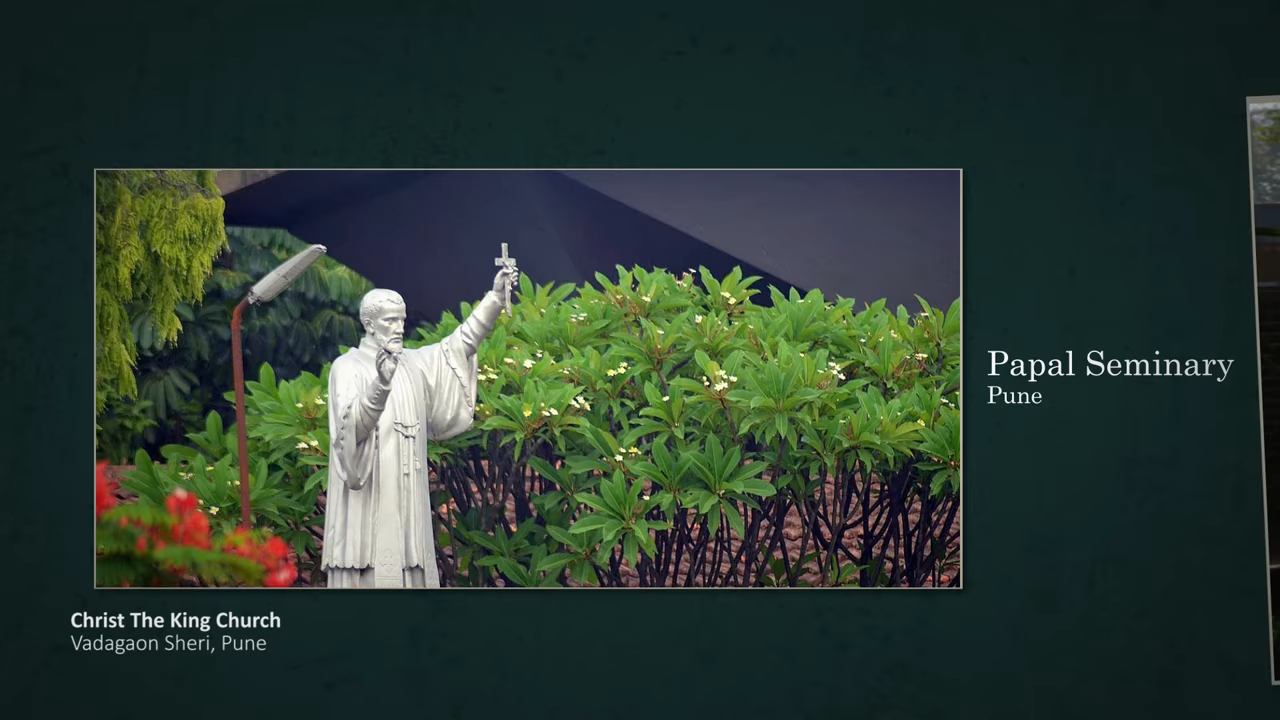 Papal Seminary
Pune
Christ The King Church
Vadagaon Sheri, Pune